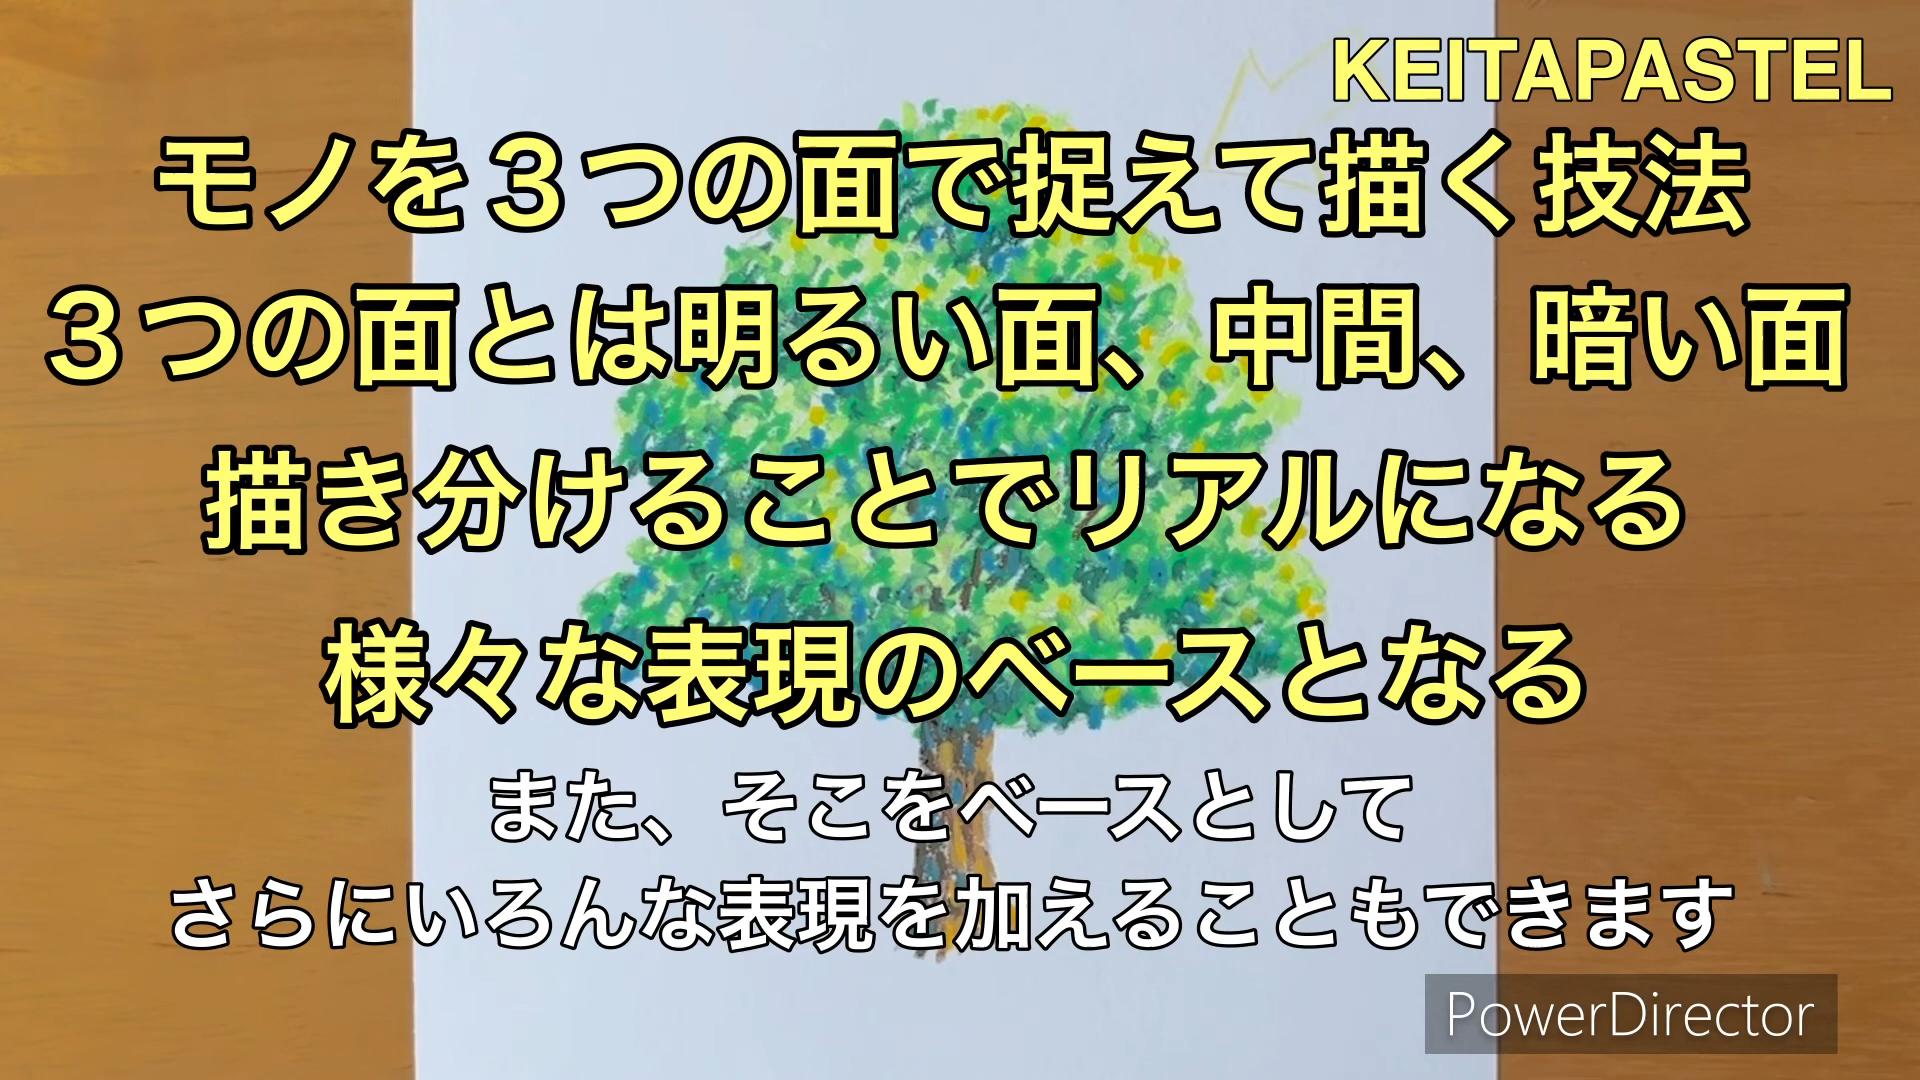 KEITAPASTEL
モノを３つの面で捉えて描く技法
３つの面とは明るい面、中間、暗い面
描き分けることでリアルになる
様々な表現のベースとなる
また、そこをベースとして
さらにいろんな表現を加えることもできます
PowerDirector